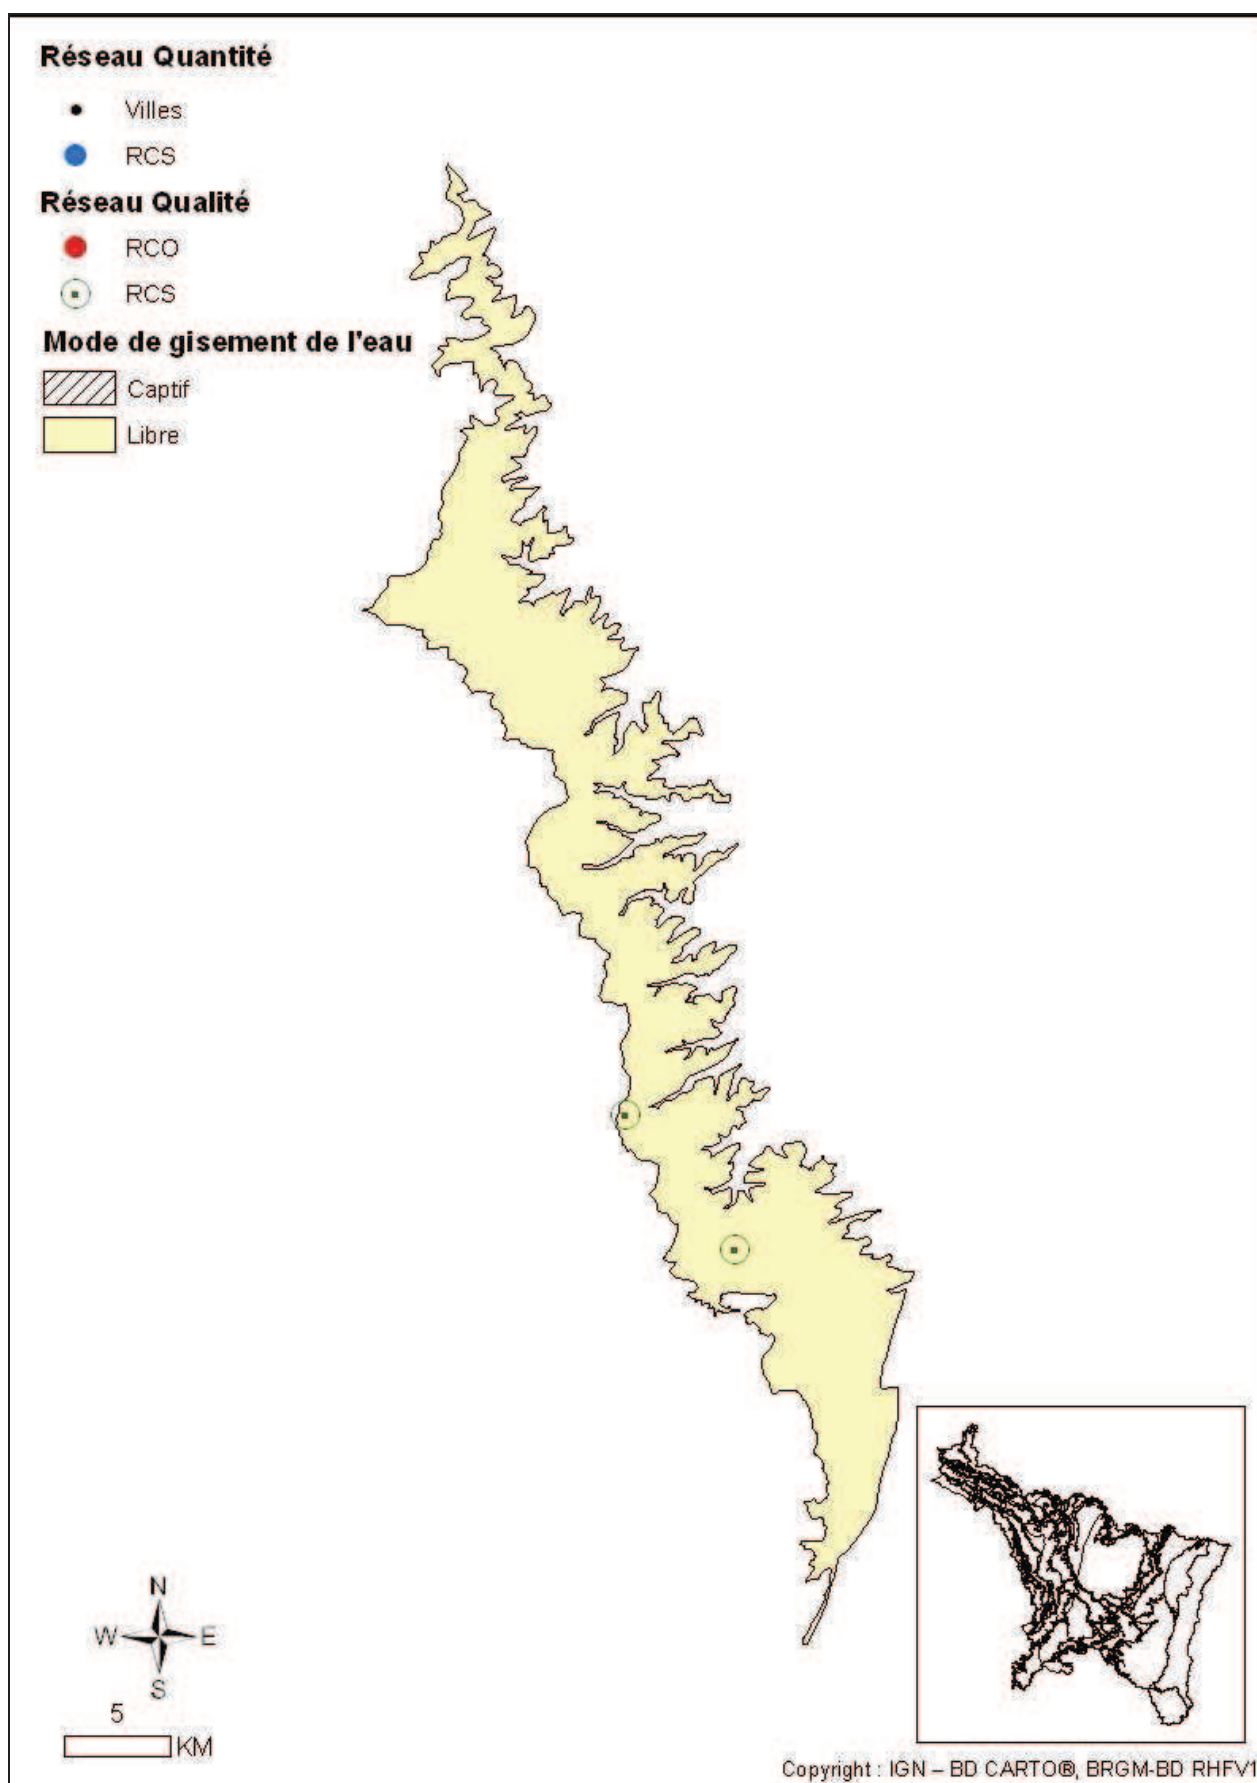 Réseau Quantité
Villes
RCS
Réseau Qualité
RCO
RCS
Mode de gisement de l'eau
Captif
Libre
N
W E
S
5
KM
Copyright : IGN – BD CARTO®, BRGM-BD RHFV1